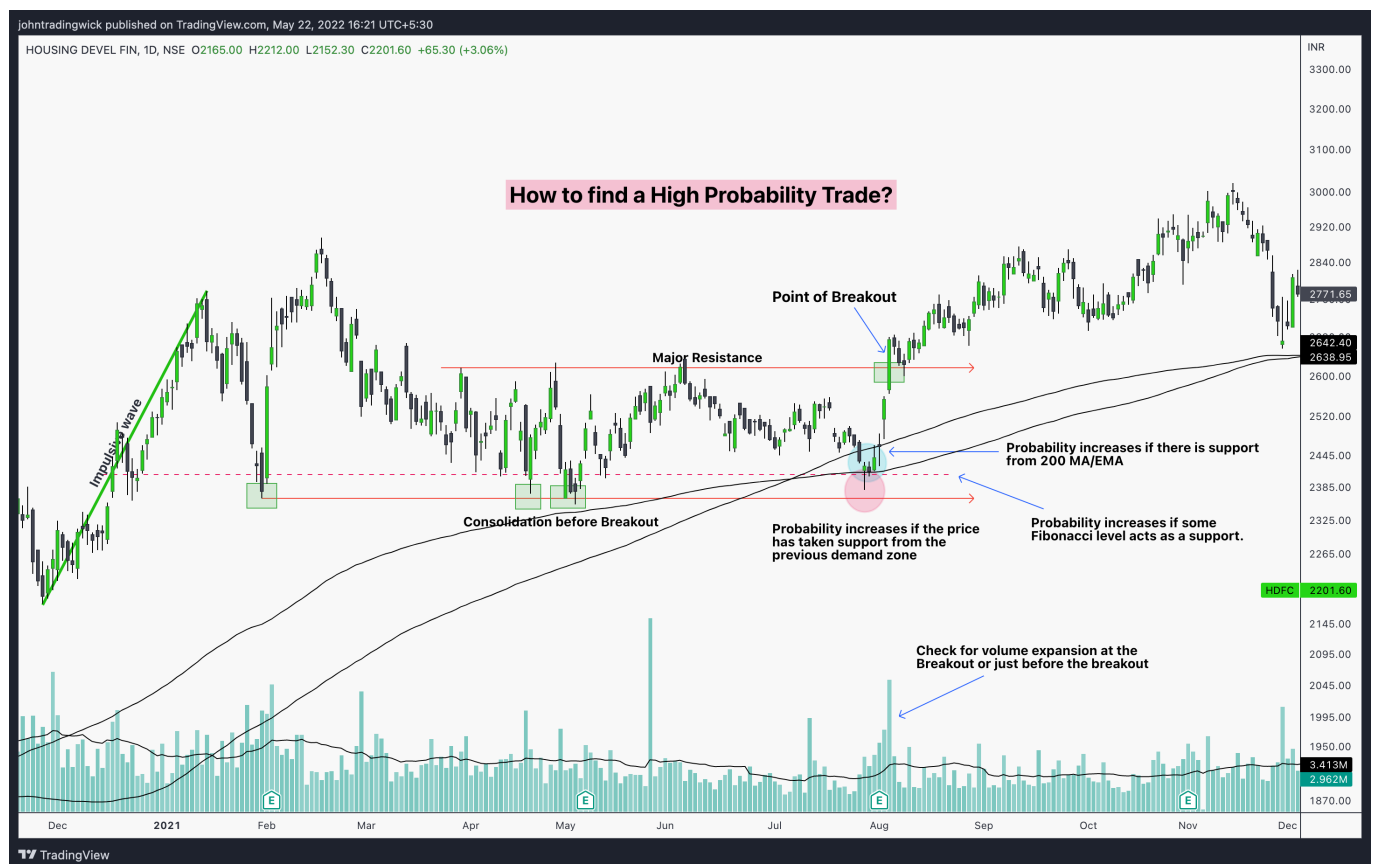 johntradingwick published on TradingView.com, May 22, 2022 16:21 UTC+5:30
HOUSING DEVEL FIN, 1D, NSE O2165.00 H2212.00 L2152.30 C2201.60 +65.30 (+3.06%)
INR
3300.00
3200.00
3100.00
How to find a High Probability Trade?
3000.00
2920.00
2840.00
Point of Breakout
2771.65
Major Resistance
2642.40
2638.95
2600.00
Impulsive wave
2520.00
Probability increases if there is support
from 200 MA/EMA
2445.00
2385.00
Consolidation before Breakout
2325.00
Probability increases if the price
has taken support from the
previous demand zone
Probability increases if some
Fibonacci level acts as a support.
2265.00
HDFC 2201.60
2145.00
Check for volume expansion at the
Breakout or just before the breakout
2095.00
2045.00
1995.00
1950.00
3.413M
2.962M
1870.00
E E E E
Dec 2021 Feb Mar Apr May Jun Jul Aug Sep Oct Nov Dec
TradingView